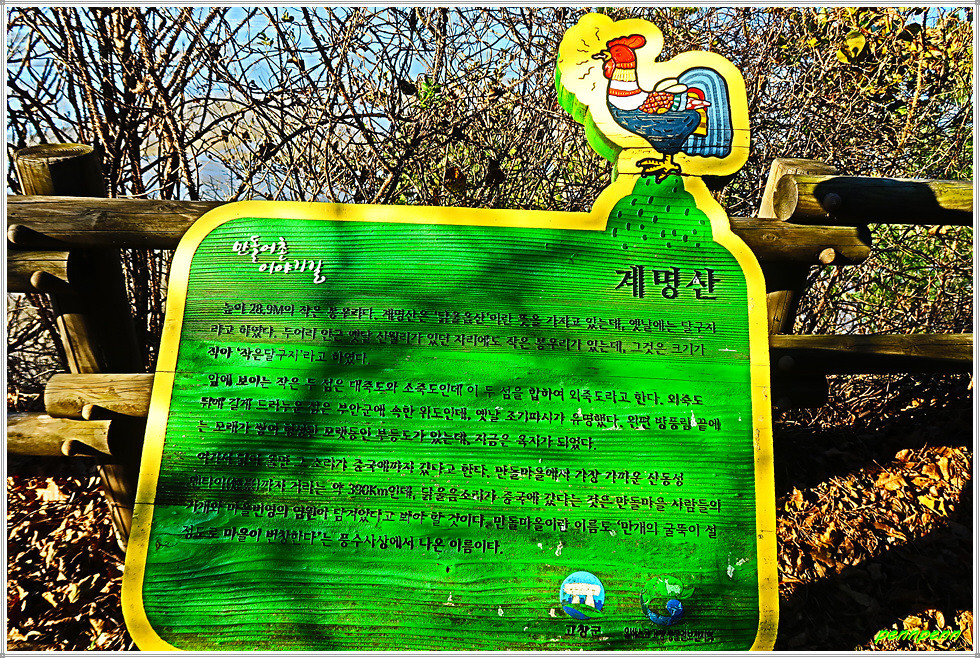 만돌어촌
이야기길
계명산
높이 28.9M의 작은 봉우리다. 계명산은 '닭울음산'이란 뜻을 가지고 있는데, 옛날에는 달구지
라고 하였다. 두어리 안근 옛날 신월리가 있던 자리에도 작은 봉우리가 있는데, 그것은 크기가
작아 '작은달구지'라고 하였다.
앞에 보이는 작은 두 섬은 대죽도와 소죽도인데 이 두 섬을 합하여 외죽도라고 한다. 외죽도
뒤에 길게 드러누운 섬은 부안군에 속한 위도인데, 옛날 조기파시가 유명했다. 왼편 방풍림 끝에
는 모래가 쌓여 형성된 모랫등인 부등도가 있는데, 지금은 육지가 되었다.
닭이 울면 그 소리가 중국에까지 갔다고 한다. 만돌마을에서 가장 가까운 산동성
까지 거리는 약 390Km인데, 닭울음소리가 중국에 갔다는 것은 만돌마을 사람들의
마을번영의 염원이 담겨있다고 봐야 할 것이다. 만돌마을이란 이름도 '만개의 굴뚝이 설
정도로 마을이 번창한다'는 풍수사상에서 나온 이름이다.
고창군